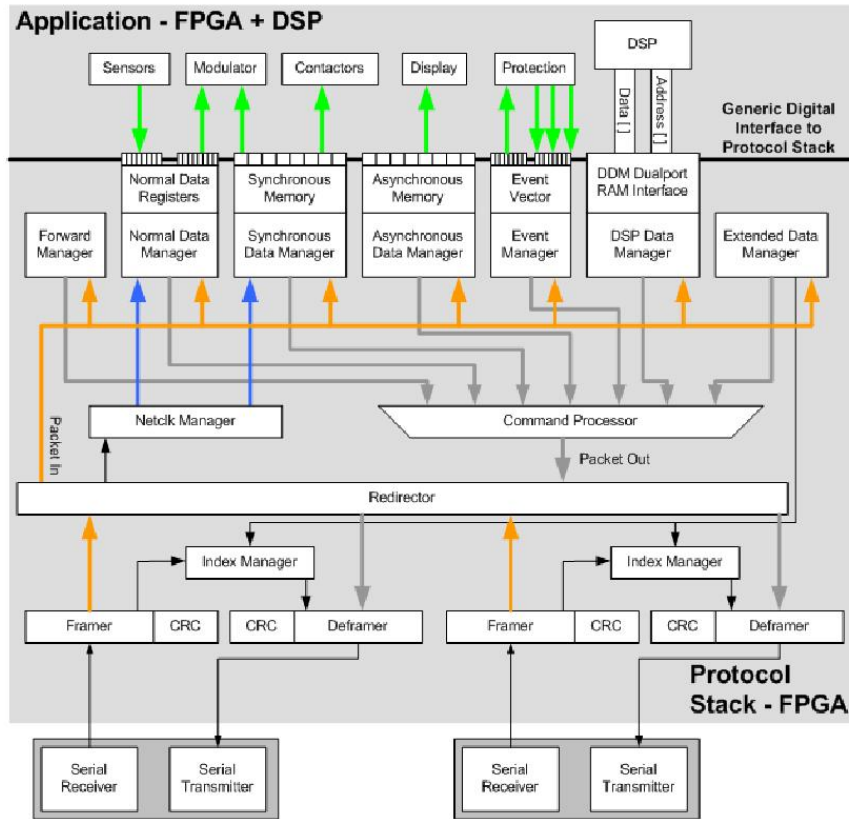 Application - FPGA + DSP
DSP
Sensors
Modulator
Contactors
Display
Protection
Data [ ]
Address [ ]
Generic Digital
Interface to
Protocol Stack
Normal Data
Registers
Synchronous
Memory
Asynchronous
Memory
Event
Vector
DDM Dualport
RAM Interface
Forward
Manager
Normal Data
Manager
Synchronous
Data Manager
Asynchronous
Data Manager
Event
Manager
DSP Data
Manager
Extended Data
Manager
Packet In
Netclk Manager
Command Processor
Packet Out
Redirector
Index Manager
Index Manager
Framer
CRC
CRC
Deframer
Framer
CRC
CRC
Deframer
Protocol
Stack - FPGA
Serial
Receiver
Serial
Transmitter
Serial
Receiver
Serial
Transmitter